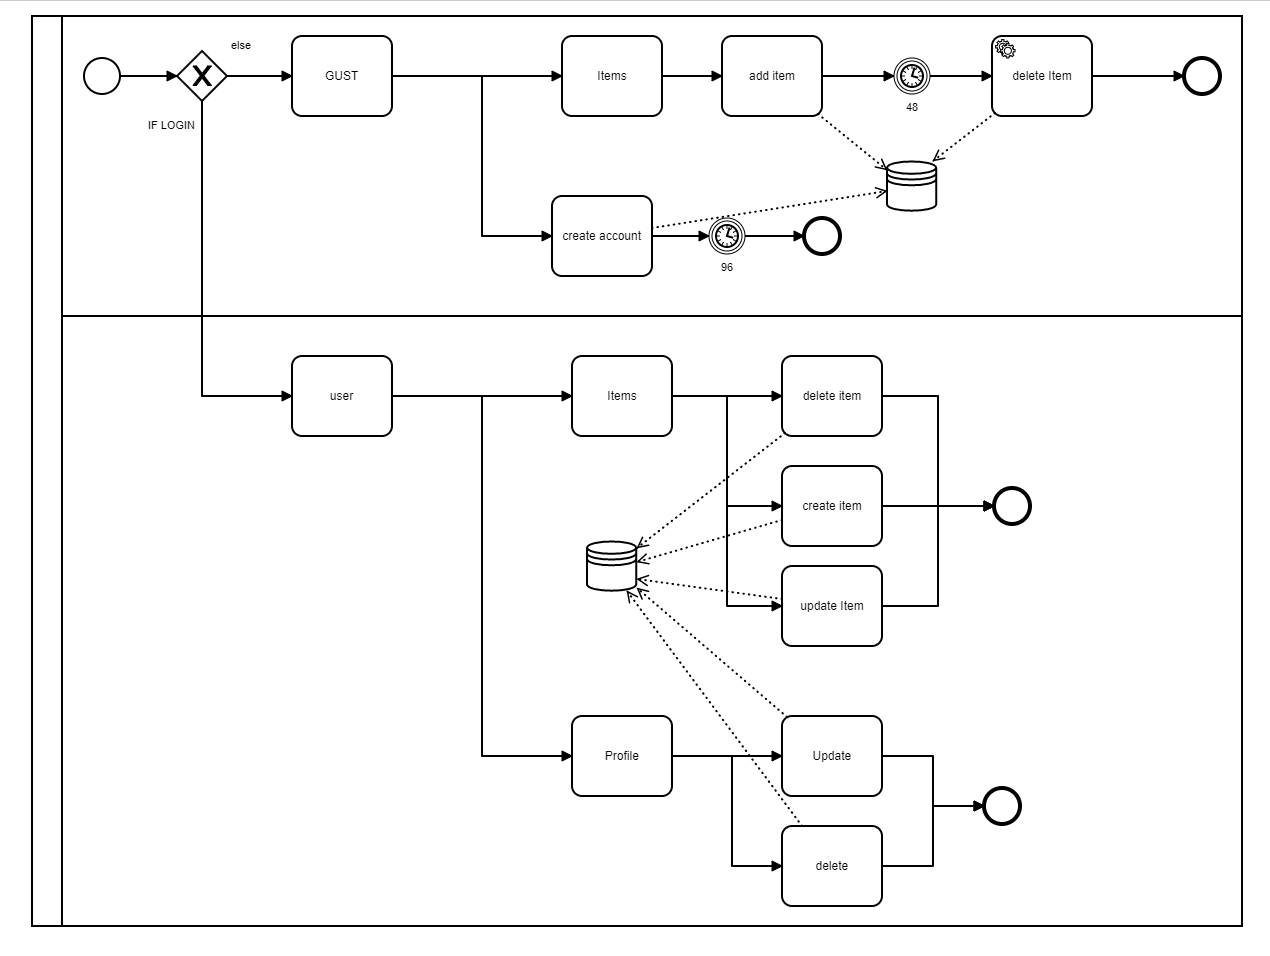 else
GUST
Items
add item
delete Item
48
IF LOGIN
create account
96
user
Items
delete item
create item
update Item
Profile
Update
delete